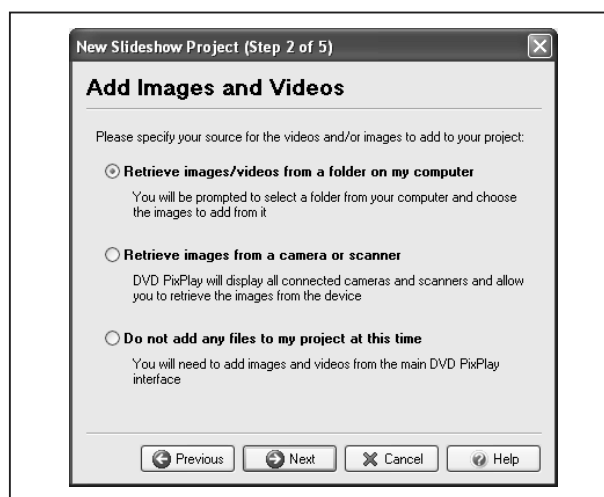 New Slideshow Project (Step 2 of 5)
Add Images and Videos
Please specify your source for the videos and/or images to add to your project:
Retrieve images/videos from a folder on my computer
You will be prompted to select a folder from your computer and choose
the images to add from it
Retrieve images from a camera or scanner
DVD PixPlay will display all connected cameras and scanners and allow
you to retrieve the images from the device
Do not add any files to my project at this time
You will need to add images and videos from the main DVD PixPlay
interface
Previous Next Cancel Help